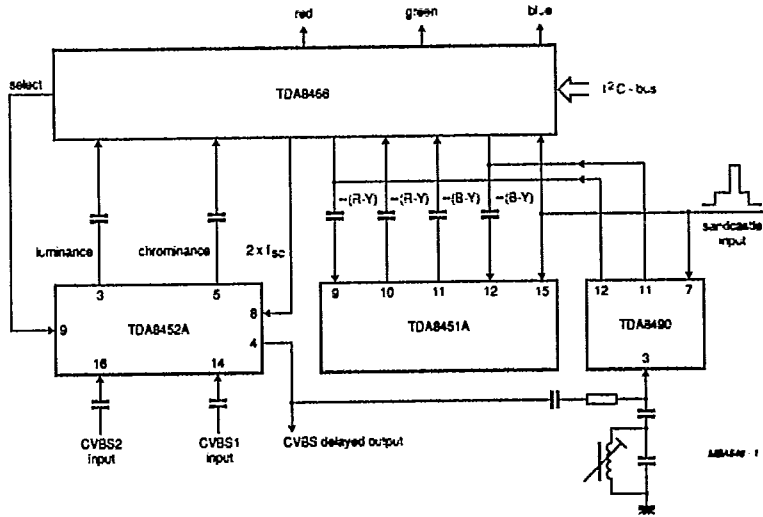 red green blue
select
TDA8466
I²C - bus
-(R-Y) -(R-Y) -(B-Y) -(B-Y)
luminance chrominance 2 x fsc
sandcastle
input
3 5
9 10 11 12 15
12 11 7
9 TDA8452A 8
TDA8451A
TDA8490
4
16 14
3
CVBS2
input
CVBS1
input
CVBS delayed output